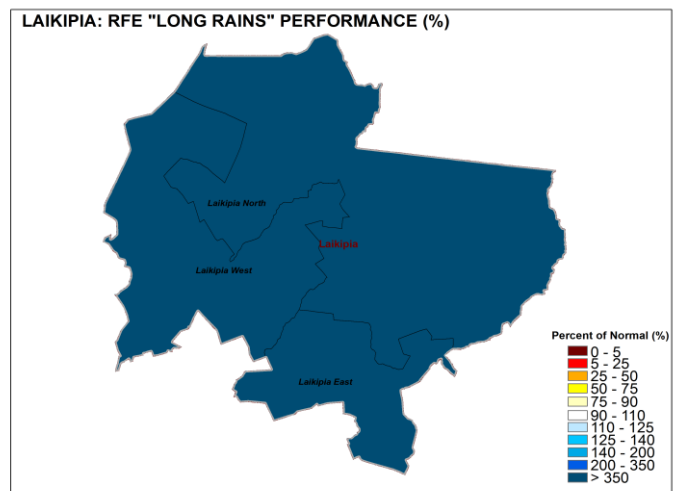 LAIKIPIA: RFE "LONG RAINS" PERFORMANCE (%)
Laikipia North
Laikipia
Laikipia West
Laikipia East
Percent of Normal (%)
0 - 5
5 - 25
25 - 50
50 - 75
75 - 90
90 - 110
110 - 125
125 - 140
140 - 200
200 - 350
> 350